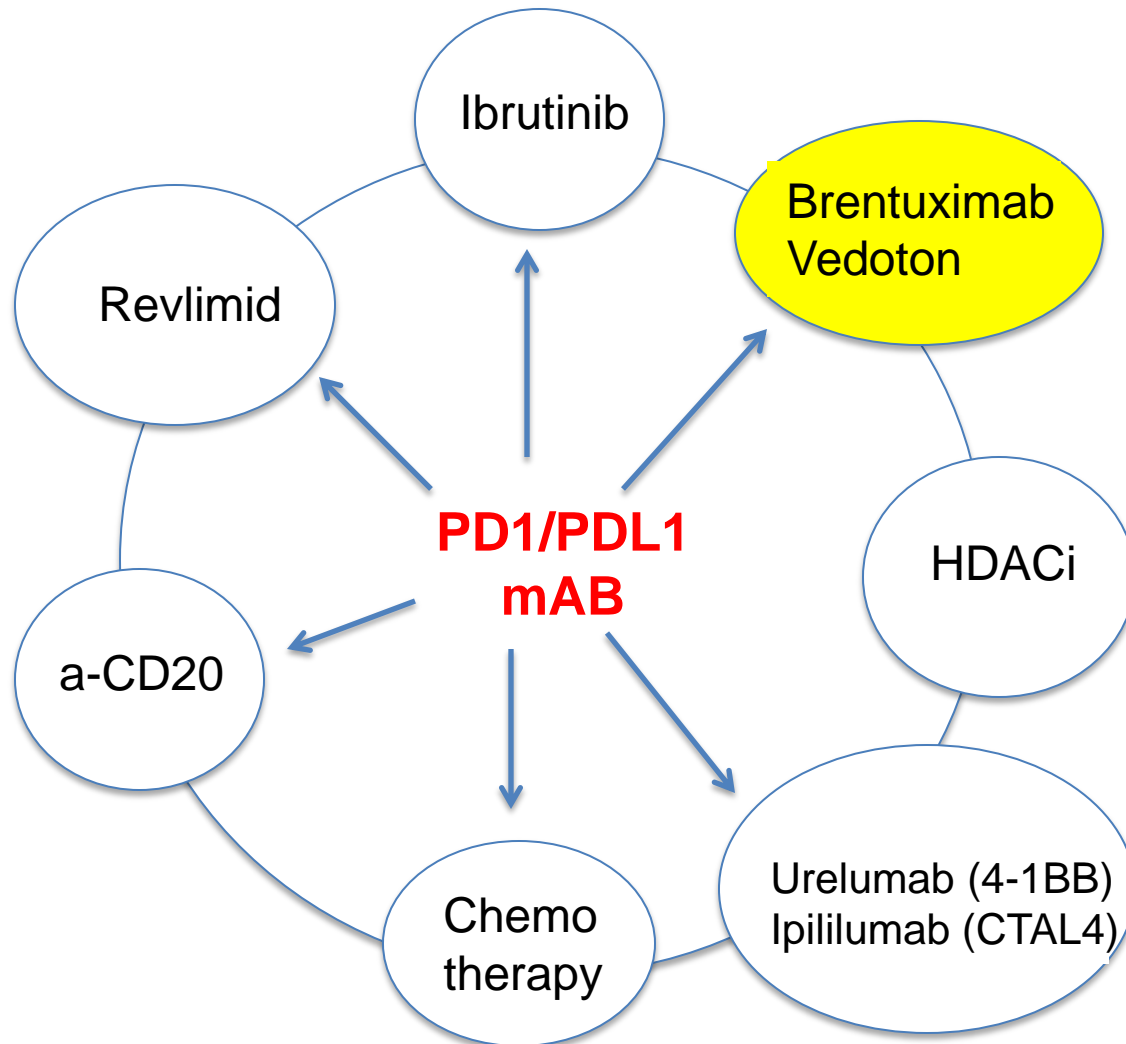 Ibrutinib
Brentuximab
Vedoton
Revlimid
PD1/PDL1
mAB
HDACi
a-CD20
Urelumab (4-1BB)
Ipililumab (CTAL4)
Chemo
therapy